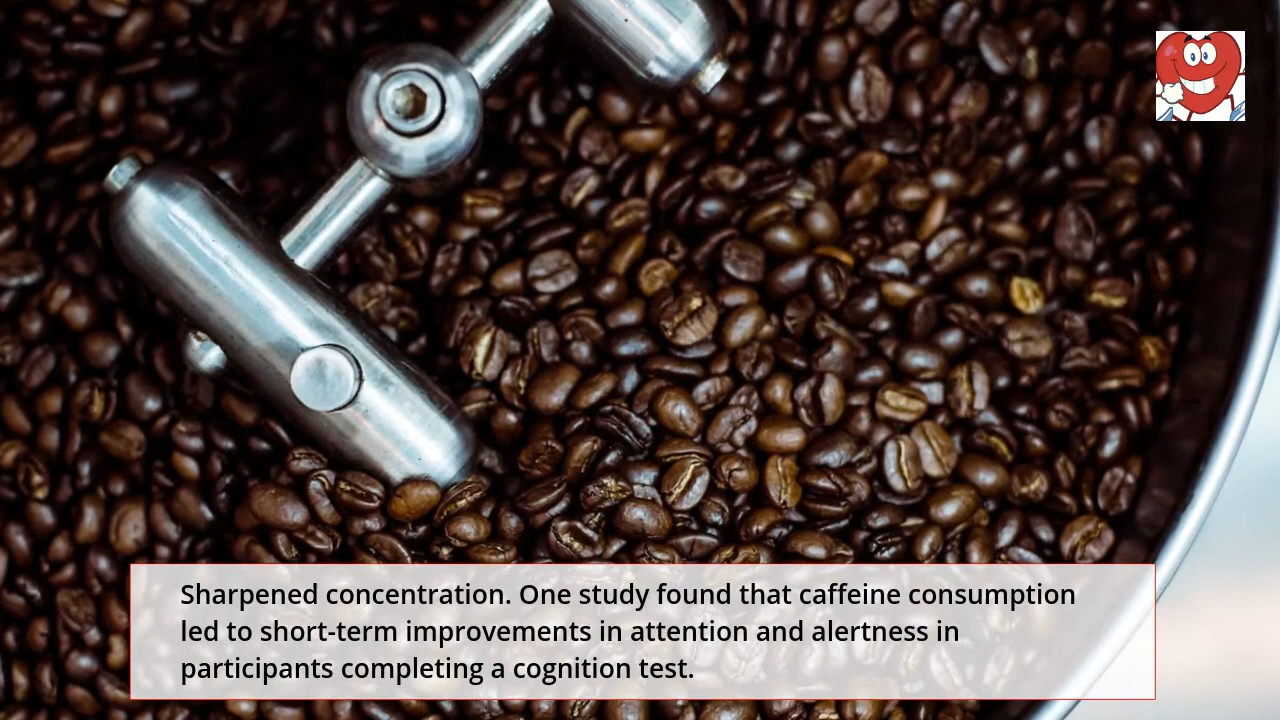 Sharpened concentration. One study found that caffeine consumption
led to short-term improvements in attention and alertness in
participants completing a cognition test.